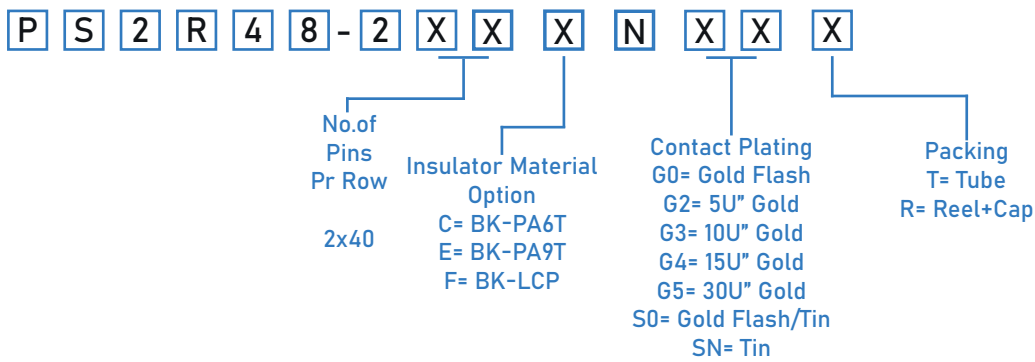 P S 2 R 4 8 - 2 X X X N X X X
No.of
Pins
Pr Row
2x40
Insulator Material
Option
C= BK-PA6T
E= BK-PA9T
F= BK-LCP
Contact Plating
G0= Gold Flash
G2= 5U" Gold
G3= 10U" Gold
G4= 15U" Gold
G5= 30U" Gold
S0= Gold Flash/Tin
SN= Tin
Packing
T= Tube
R= Reel+Cap